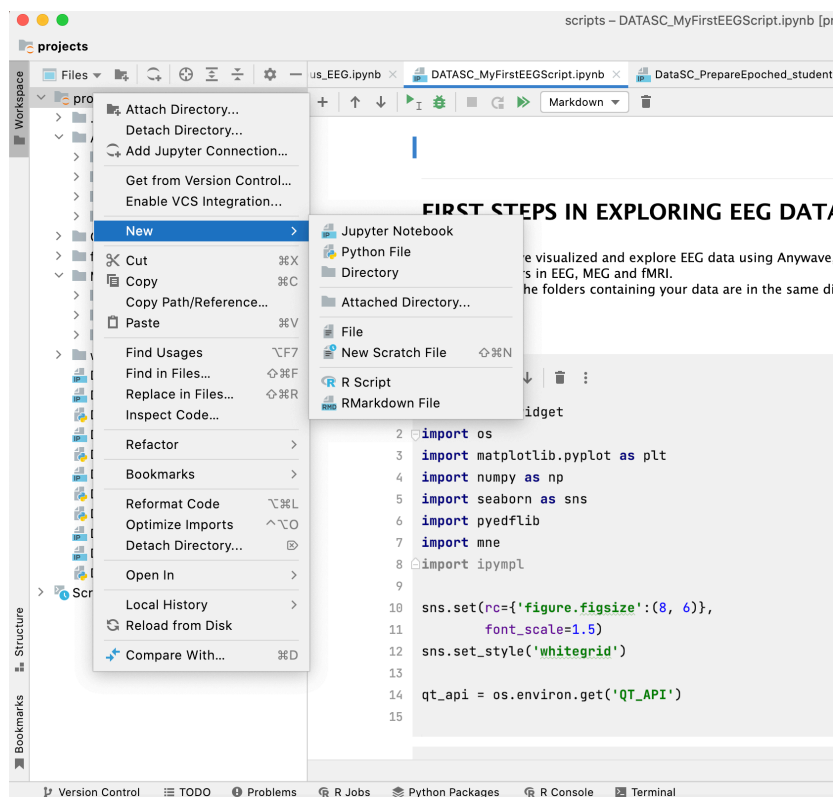 scripts – DATASC_MyFirstEEGScript.ipynb [pr
projects
Workspace
Files
us_EEG.ipynb
DATASC_MyFirstEEGScript.ipynb
DataSC_PrepareEpoched_student
pro
Markdown
Attach Directory...
Detach Directory...
Add Jupyter Connection...
Get from Version Control...
Enable VCS Integration...
New
Cut ⌘X
Copy ⌘C
Copy Path/Reference...
Paste ⌘V
Find Usages ⌥F7
Find in Files... ⇧⌘F
Replace in Files... ⇧⌘R
Inspect Code...
Refactor
Bookmarks
Reformat Code ⌥⌘L
Optimize Imports ^⌥O
Detach Directory...
Open In
Local History
Reload from Disk
Compare With... ⌘D
Scr
Jupyter Notebook
Python File
Directory
Attached Directory...
File
New Scratch File ⇧⌘N
R Script
RMarkdown File
FIRST STEPS IN EXPLORING EEG DATA
re visualized and explore EEG data using Anywave
rs in EEG, MEG and fMRI.
he folders containing your data are in the same di
idget
2 import os
3 import matplotlib.pyplot as plt
4 import numpy as np
5 import seaborn as sns
6 import pyedflib
7 import mne
8 import ipympl
9
10 sns.set(rc={'figure.figsize':(8, 6)},
11 font_scale=1.5)
12 sns.set_style('whitegrid')
13
14 qt_api = os.environ.get('QT_API')
15
Structure
Bookmarks
Version Control
TODO
Problems
R Jobs
Python Packages
R Console
Terminal